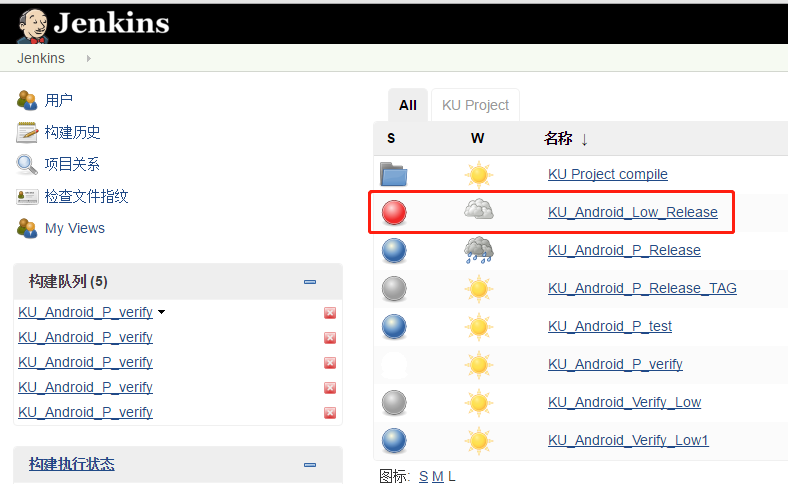 Jenkins
Jenkins
用户
构建历史
项目关系
检查文件指纹
My Views
构建队列 (5)
KU_Android_P_verify
KU_Android_P_verify
KU_Android_P_verify
KU_Android_P_verify
KU_Android_P_verify
构建执行状态
All KU Project
S W 名称 ↓
KU Project compile
KU_Android_Low_Release
KU_Android_P_Release
KU_Android_P_Release_TAG
KU_Android_P_test
KU_Android_P_verify
KU_Android_Verify_Low
KU_Android_Verify_Low1
图标: S M L